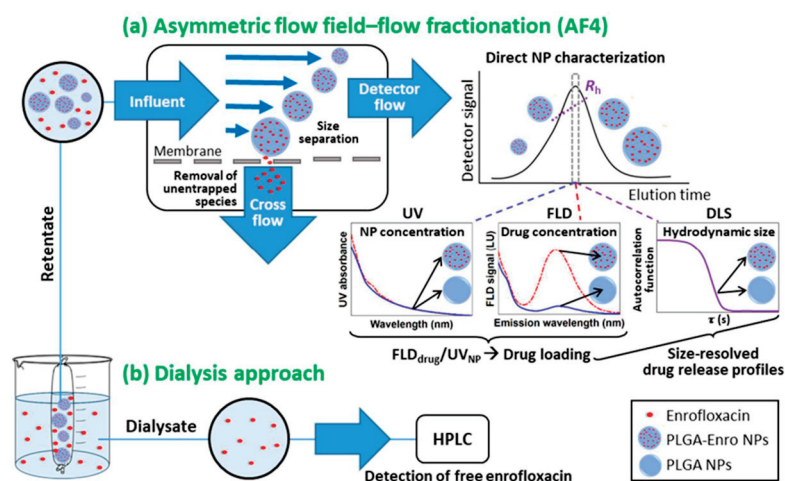 (a) Asymmetric flow field–flow fractionation (AF4)
Direct NP characterization
Influent
Detector
flow
Size
separation
Membrane
Removal of
unentrapped
species
Cross
flow
Detector signal
Rh
Elution time
Retentate
UV
NP concentration
UV absorbance
Wavelength (nm)
FLD
Drug concentration
FLD signal (LU)
Emission wavelength (nm)
DLS
Hydrodynamic size
Autocorrelation
function
τ (s)
FLDdrug/UVNP → Drug loading
Size-resolved
drug release profiles
(b) Dialysis approach
Dialysate
HPLC
Detection of free enrofloxacin
Enrofloxacin
PLGA-Enro NPs
PLGA NPs